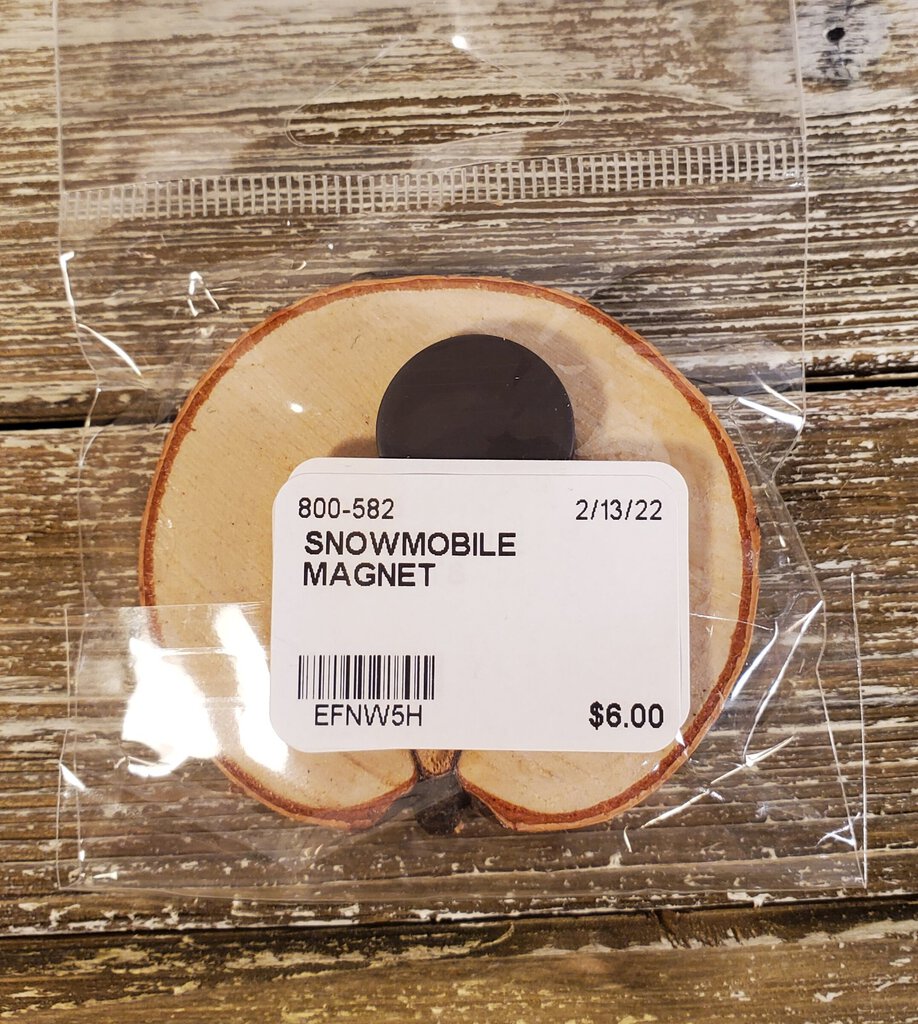 800-582 2/13/22
SNOWMOBILE
MAGNET
EFNW5H $6.00